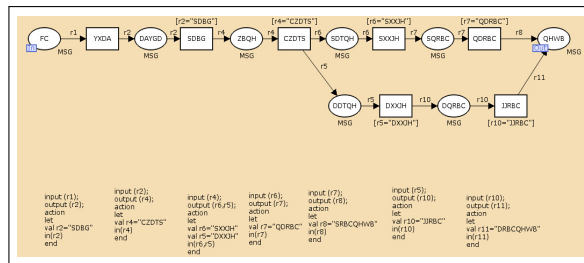 [r2="SDBG"] [r4="CZDTS"] [r6="SXXJH"] [r7="QDRBC"]
FC r1 YXDA r2 DAYGD r2 SDBG r4 ZBQH r4 CZDTS r6 SDTQH r6 SXXJH r7 SQRBC r7 QDRBC r8 QHWB
In MSG MSG MSG MSG MSG Out MSG
r5 r11
DDTQH r5 DXXJH r10 DQRBC r10 JJRBC
MSG [r5="DXXJH"] MSG [r10="JJRBC"]
input (r1);
output (r2);
action
let
val r2="SDBG"
in(r2)
end
input (r2);
output (r4);
action
let
val r4="CZDTS"
in(r4)
end
input (r4);
output (r6,r5);
action
let
val r6="SXXJH"
val r5="DXXJH"
in(r6,r5)
end
input (r6);
output (r7);
action
let
val r7="QDRBC"
in(r7)
end
input (r7);
output (r8);
action
let
val r8="SRBCQHWB"
in(r8)
end
input (r5);
output (r10);
action
let
val r10="JJRBC"
in(r10)
end
input (r10);
output (r11);
action
let
val r11="DRBCQHWB"
in(r11)
end